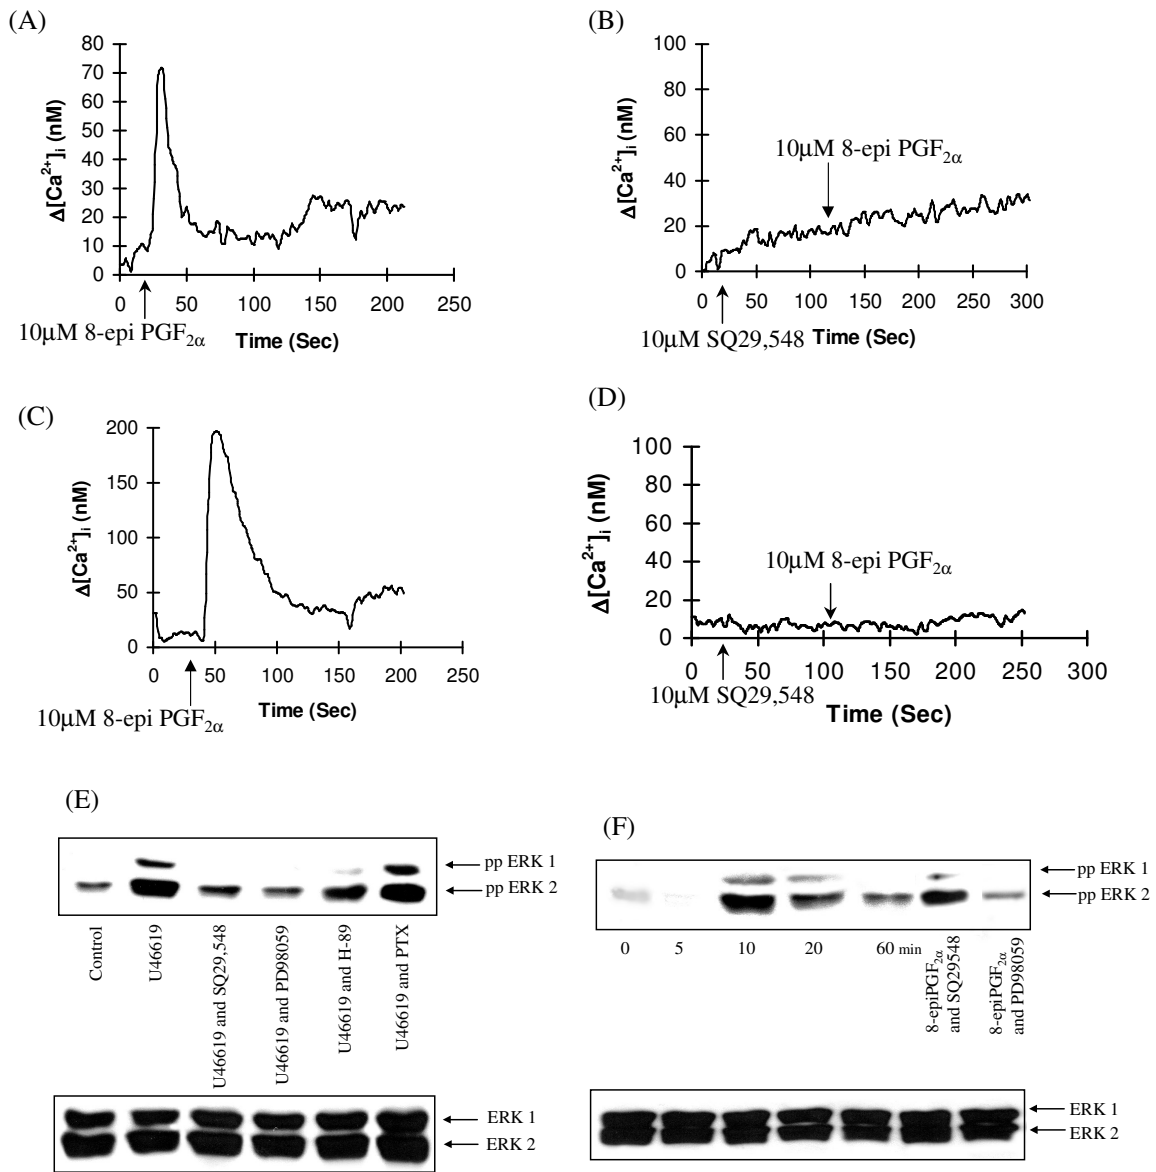 (A)
80
70
60
50
40
30
20
10
0
Δ[Ca²⁺]ᵢ (nM)
0 50 100 150 200 250
10μM 8-epi PGF₂α
Time (Sec)
(B)
100
80
60
40
20
0
Δ[Ca²⁺]ᵢ (nM)
10μM 8-epi PGF₂α
0 50 100 150 200 250 300
10μM SQ29,548
Time (Sec)
(C)
200
150
100
50
0
Δ[Ca²⁺]ᵢ (nM)
0 50 100 150 200 250
10μM 8-epi PGF₂α
Time (Sec)
(D)
100
80
60
40
20
0
Δ[Ca²⁺]ᵢ (nM)
10μM 8-epi PGF₂α
0 50 100 150 200 250 300
10μM SQ29,548
Time (Sec)
(E)
pp ERK 1
pp ERK 2
Control
U46619
U46619 and SQ29,548
U46619 and PD98059
U46619 and H-89
U46619 and PTX
ERK 1
ERK 2
(F)
pp ERK 1
pp ERK 2
0 5 10 20 60 min
8-epiPGF₂α
and SQ29548
8-epiPGF₂α
and PD98059
ERK 1
ERK 2